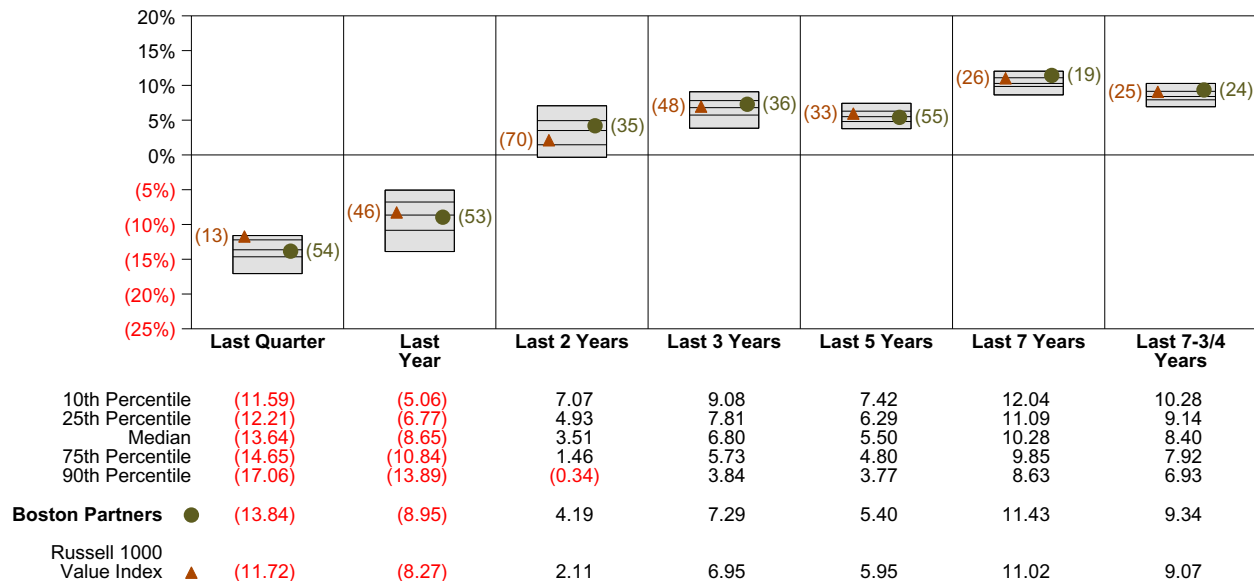 20%
15%
10%
5%
0%
(5%)
(10%)
(15%)
(20%)
(25%)
(13) (54)
(46) (53)
(70) (35)
(48) (36)
(33) (55)
(26) (19)
(25) (24)
Last Quarter Last Year Last 2 Years Last 3 Years Last 5 Years Last 7 Years Last 7-3/4 Years
10th Percentile (11.59) (5.06) 7.07 9.08 7.42 12.04 10.28
25th Percentile (12.21) (6.77) 4.93 7.81 6.29 11.09 9.14
Median (13.64) (8.65) 3.51 6.80 5.50 10.28 8.40
75th Percentile (14.65) (10.84) 1.46 5.73 4.80 9.85 7.92
90th Percentile (17.06) (13.89) (0.34) 3.84 3.77 8.63 6.93
Boston Partners (13.84) (8.95) 4.19 7.29 5.40 11.43 9.34
Russell 1000
Value Index (11.72) (8.27) 2.11 6.95 5.95 11.02 9.07